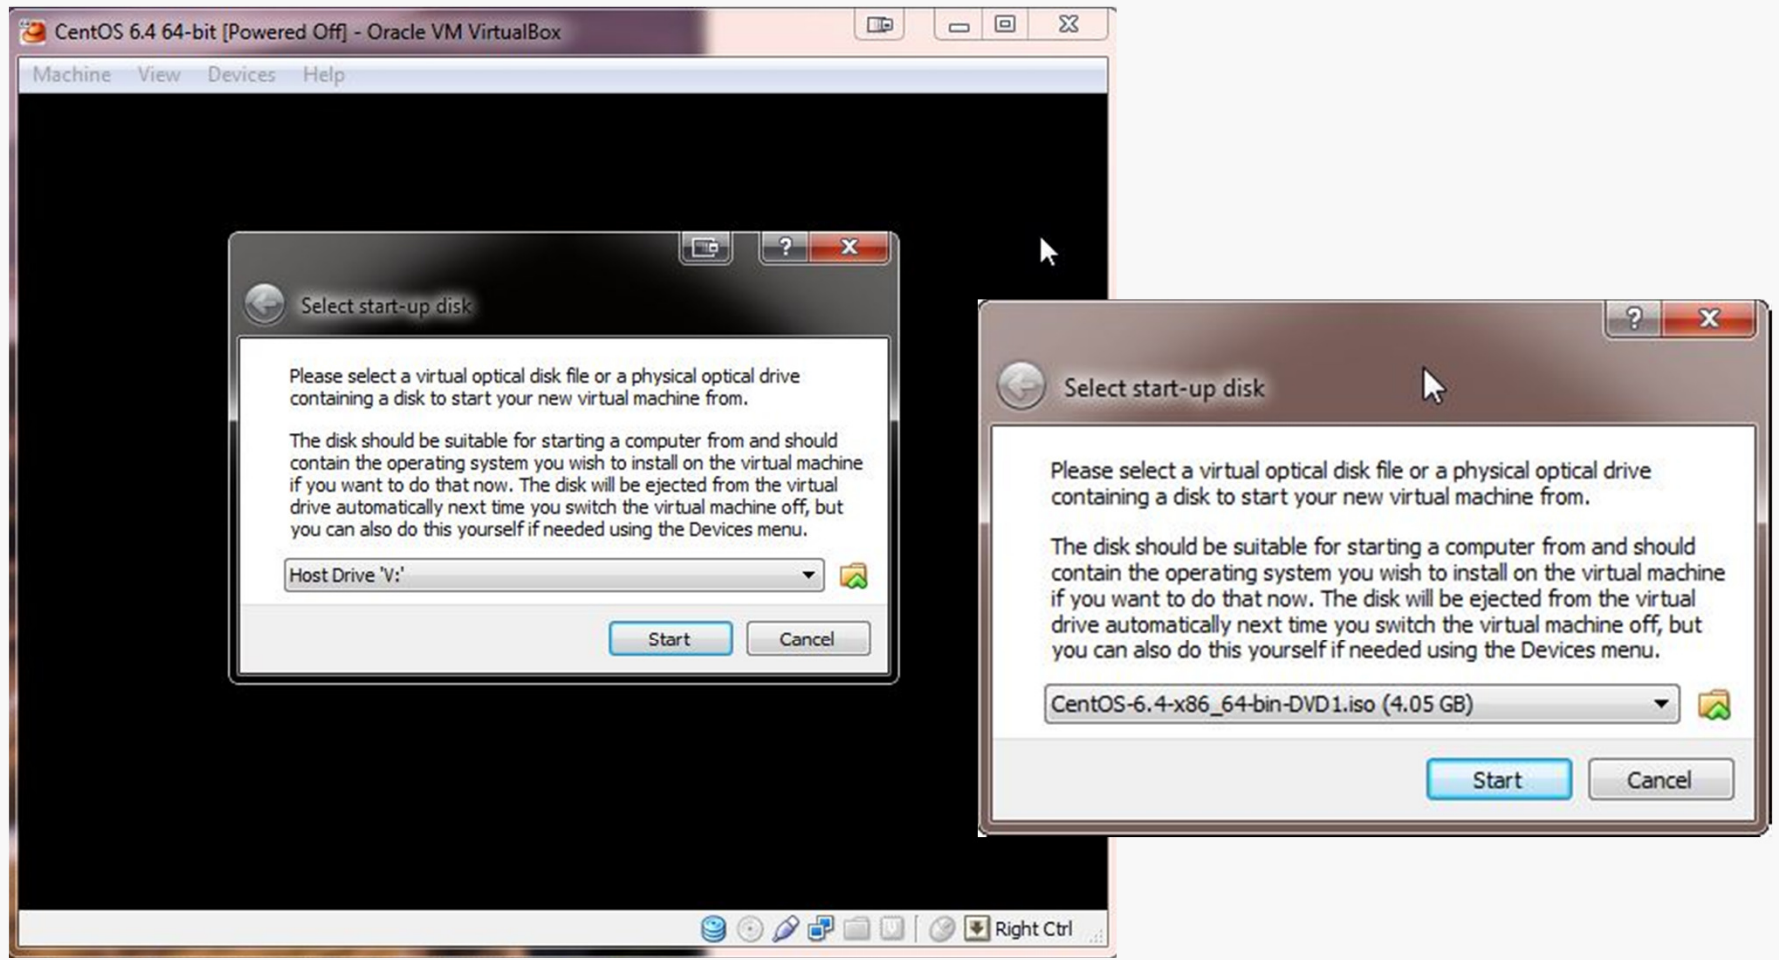 CentOS 6.4 64-bit [Powered Off] - Oracle VM VirtualBox
Machine View Devices Help
?
Select start-up disk
Please select a virtual optical disk file or a physical optical drive
containing a disk to start your new virtual machine from.
The disk should be suitable for starting a computer from and should
contain the operating system you wish to install on the virtual machine
if you want to do that now. The disk will be ejected from the virtual
drive automatically next time you switch the virtual machine off, but
you can also do this yourself if needed using the Devices menu.
Host Drive 'V:'
Start Cancel
Right Ctrl
?
Select start-up disk
Please select a virtual optical disk file or a physical optical drive
containing a disk to start your new virtual machine from.
The disk should be suitable for starting a computer from and should
contain the operating system you wish to install on the virtual machine
if you want to do that now. The disk will be ejected from the virtual
drive automatically next time you switch the virtual machine off, but
you can also do this yourself if needed using the Devices menu.
CentOS-6.4-x86_64-bin-DVD1.iso (4.05 GB)
Start Cancel